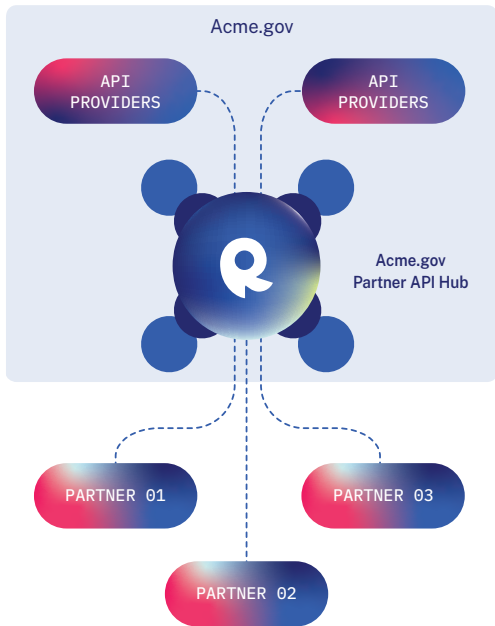 Acme.gov
API
PROVIDERS
API
PROVIDERS
Acme.gov
Partner API Hub
PARTNER 01
PARTNER 03
PARTNER 02